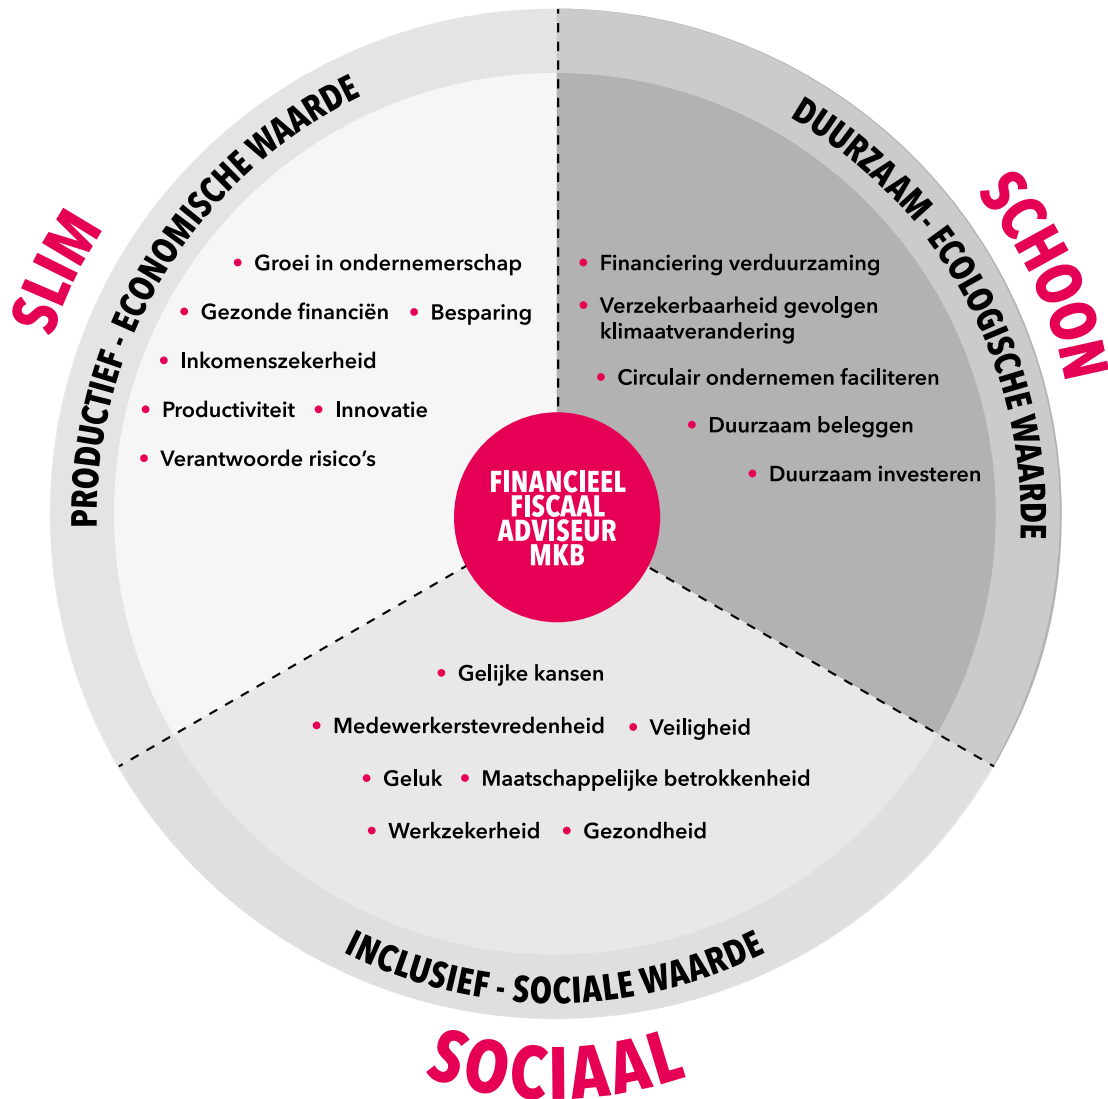 SLIM
PRODUCTIEF - ECONOMISCHE WAARDE
• Groei in ondernemerschap
• Gezonde financiën • Besparing
• Inkomenszekerheid
• Productiviteit • Innovatie
• Verantwoorde risico’s
SCHOON
DUURZAAM - ECOLOGISCHE WAARDE
• Financiering verduurzaming
• Verzekerbaarheid gevolgen
klimaatverandering
• Circulair ondernemen faciliteren
• Duurzaam beleggen
• Duurzaam investeren
FINANCIEEL
FISCAAL
ADVISEUR
MKB
• Gelijke kansen
• Medewerkerstevredenheid • Veiligheid
• Geluk • Maatschappelijke betrokkenheid
• Werkzekerheid • Gezondheid
INCLUSIEF - SOCIALE WAARDE
SOCIAAL